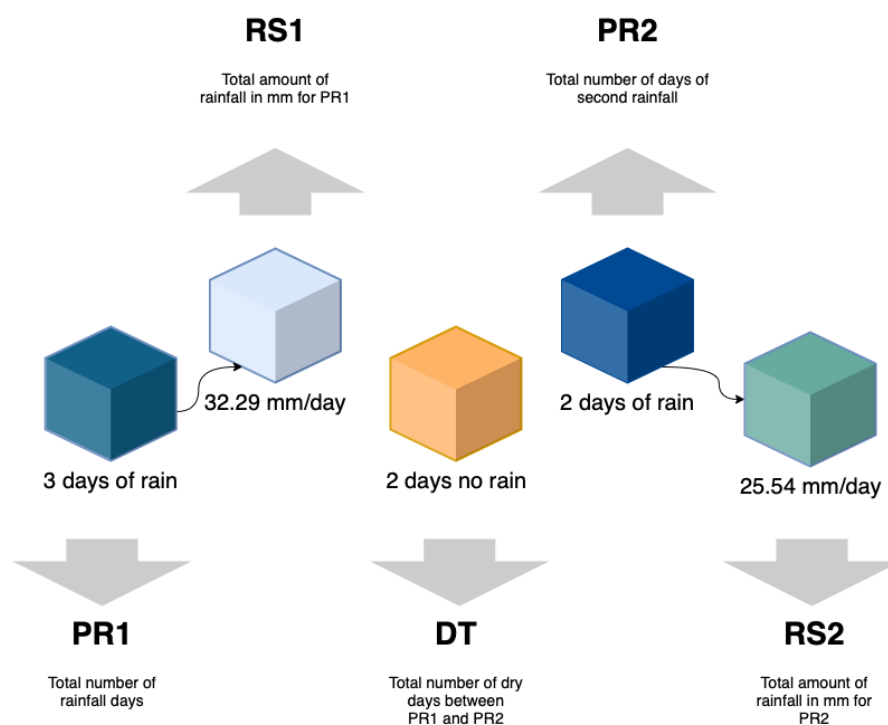 RS1
Total amount of
rainfall in mm for PR1
PR2
Total number of days of
second rainfall
32.29 mm/day
3 days of rain
2 days no rain
2 days of rain
25.54 mm/day
PR1
Total number of
rainfall days
DT
Total number of dry
days between
PR1 and PR2
RS2
Total amount of
rainfall in mm for
PR2